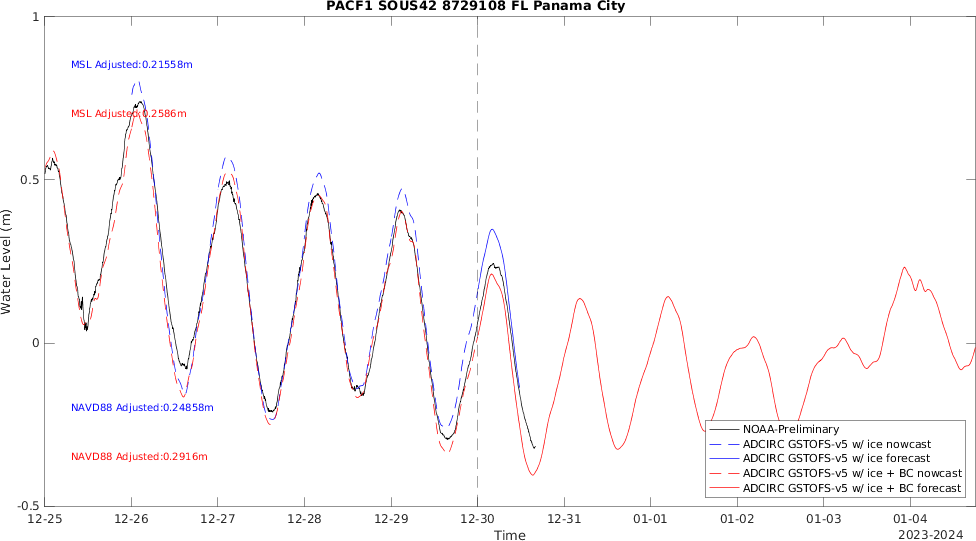 PACF1 SOUS42 8729108 FL Panama City
1
0.5
0
-0.5
Water Level (m)
MSL Adjusted:0.21558m
MSL Adjusted:0.2586m
NAVD88 Adjusted:0.24858m
NAVD88 Adjusted:0.2916m
NOAA-Preliminary
ADCIRC GSTOFS-v5 w/ ice nowcast
ADCIRC GSTOFS-v5 w/ ice forecast
ADCIRC GSTOFS-v5 w/ ice + BC nowcast
ADCIRC GSTOFS-v5 w/ ice + BC forecast
12-25 12-26 12-27 12-28 12-29 12-30 12-31 01-01 01-02 01-03 01-04
Time
2023-2024